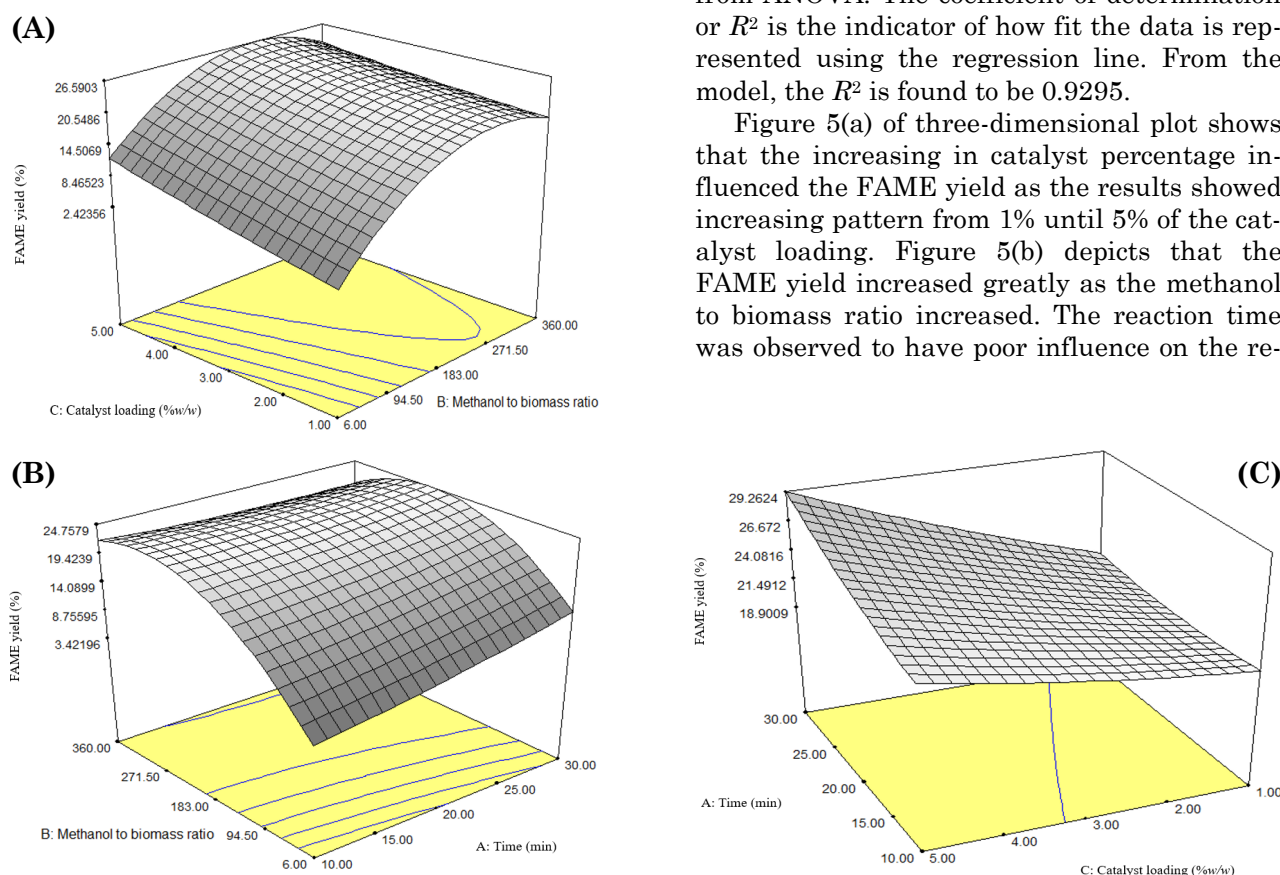 (A)
26.5903
20.5486
14.5069
8.46523
2.42356
FAME yield (%)
5.00
4.00
3.00
2.00
1.00
C: Catalyst loading (%w/w)
6.00
94.50
183.00
271.50
360.00
B: Methanol to biomass ratio
or R² is the indicator of how fit the data is rep-
resented using the regression line. From the
model, the R² is found to be 0.9295.
Figure 5(a) of three-dimensional plot shows
that the increasing in catalyst percentage in-
fluenced the FAME yield as the results showed
increasing pattern from 1% until 5% of the cat-
alyst loading. Figure 5(b) depicts that the
FAME yield increased greatly as the methanol
to biomass ratio increased. The reaction time
was observed to have poor influence on the re-
(B)
24.7579
19.4239
14.0899
8.75595
3.42196
FAME yield (%)
360.00
271.50
183.00
94.50
6.00
B: Methanol to biomass ratio
10.00
15.00
20.00
25.00
30.00
A: Time (min)
(C)
29.2624
26.672
24.0816
21.4912
18.9009
FAME yield (%)
30.00
25.00
20.00
15.00
10.00
A: Time (min)
5.00
4.00
3.00
2.00
1.00
C: Catalyst loading (%w/w)